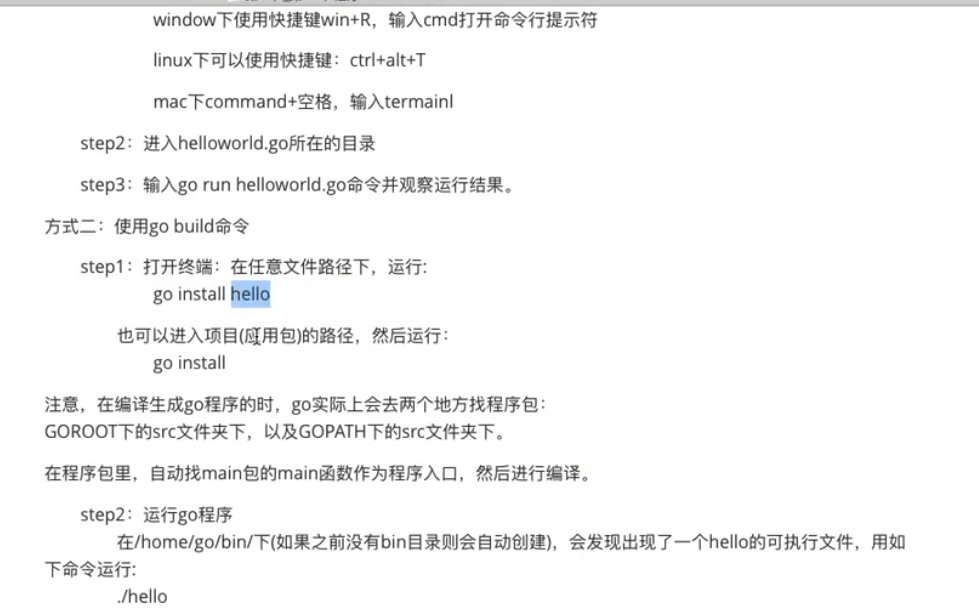 window下使用快捷键win+R，输入cmd打开命令行提示符
linux下可以使用快捷键：ctrl+alt+T
mac下command+空格，输入termainl
step2：进入helloworld.go所在的目录
step3：输入go run helloworld.go命令并观察运行结果。
方式二：使用go build命令
step1：打开终端：在任意文件路径下，运行:
go install hello
也可以进入项目(应用包)的路径，然后运行：
go install
注意，在编译生成go程序的时，go实际上会去两个地方找程序包：
GOROOT下的src文件夹下，以及GOPATH下的src文件夹下。
在程序包里，自动找main包的main函数作为程序入口，然后进行编译。
step2：运行go程序
在/home/go/bin/下(如果之前没有bin目录则会自动创建)，会发现出现了一个hello的可执行文件，用如
下命令运行:
./hello